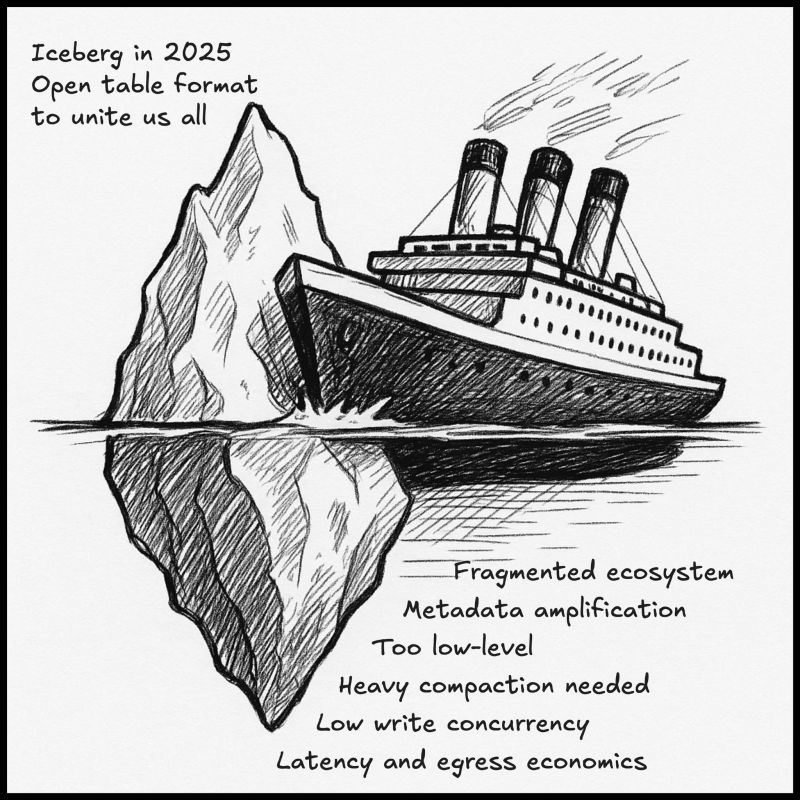 Iceberg in 2025
Open table format
to unite us all
Fragmented ecosystem
Metadata amplification
Too low-level
Heavy compaction needed
Low write concurrency
Latency and egress economics